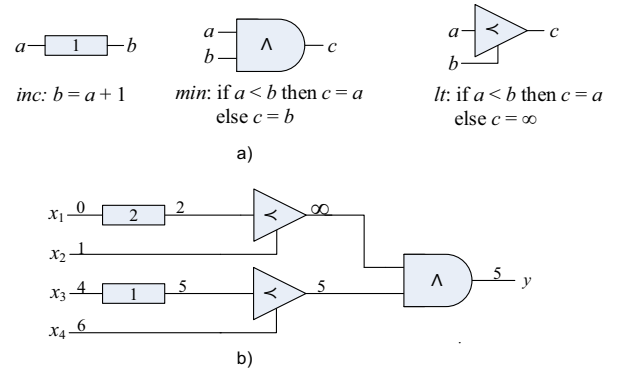 a 1 b
a b ∧ c
a ≺ b c
inc: b = a + 1
min: if a < b then c = a
else c = b
lt: if a < b then c = a
else c = ∞
a)
x1 0 2 2 ≺ ∞
x2 1
∧ 5 y
x3 4 1 5 ≺ 5
x4 6
b)